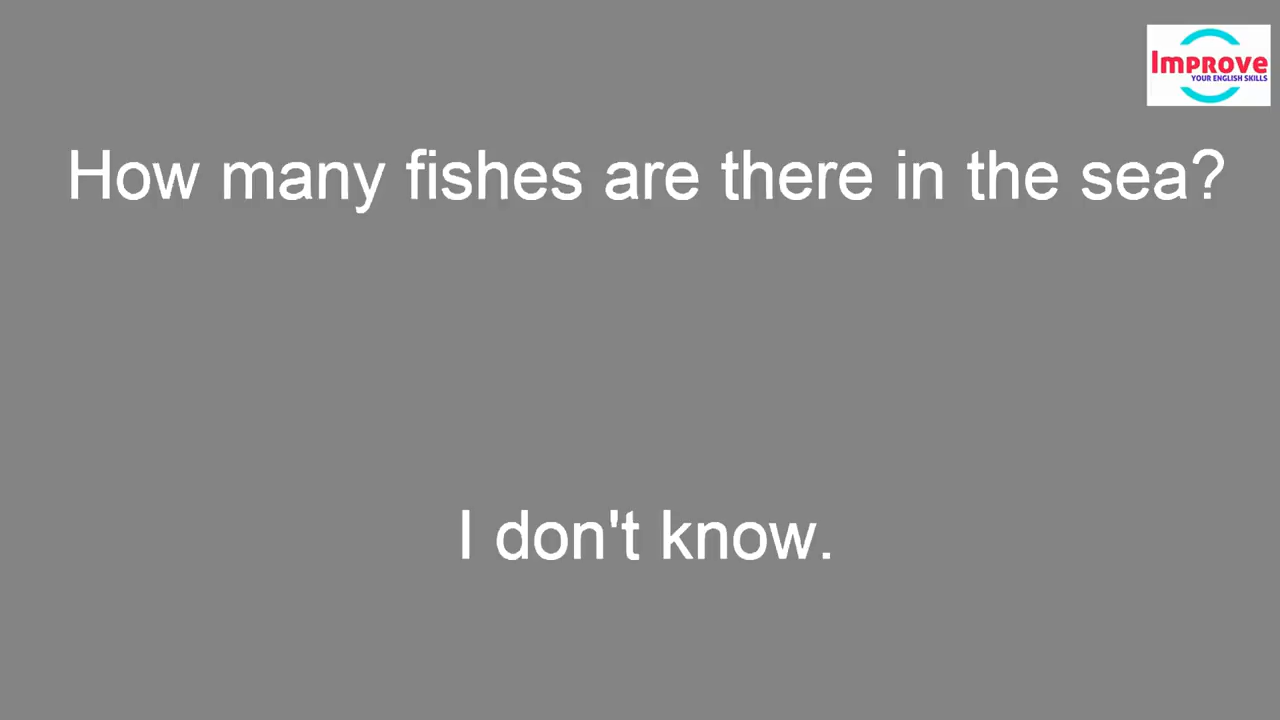 Improve
YOUR ENGLISH SKILLS
How many fishes are there in the sea?
I don't know.